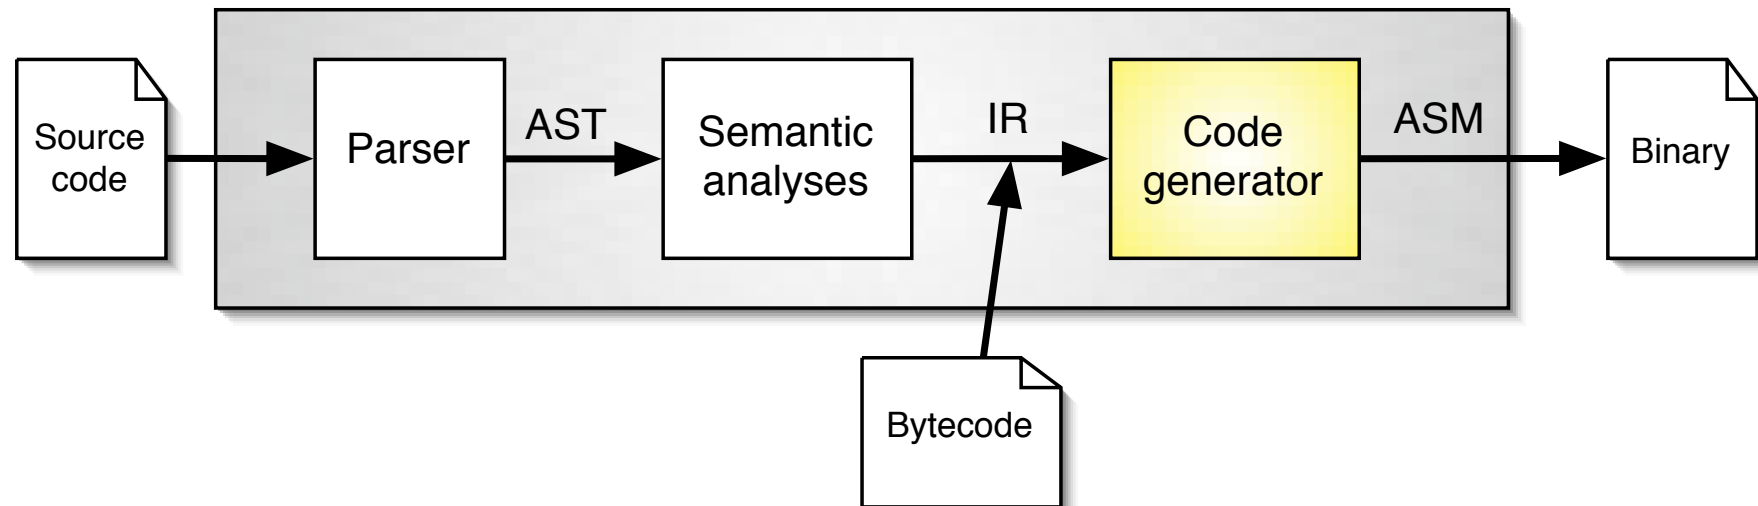 Source
code
Parser
AST
Semantic
analyses
IR
Code
generator
ASM
Binary
Bytecode